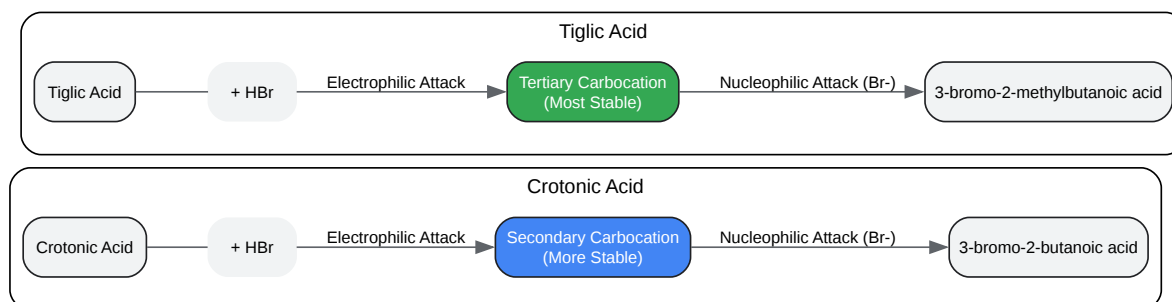 Tiglic Acid
Tiglic Acid
+ HBr
Electrophilic Attack
Tertiary Carbocation
(Most Stable)
Nucleophilic Attack (Br-)
3-bromo-2-methylbutanoic acid
Crotonic Acid
Crotonic Acid
+ HBr
Electrophilic Attack
Secondary Carbocation
(More Stable)
Nucleophilic Attack (Br-)
3-bromo-2-butanoic acid